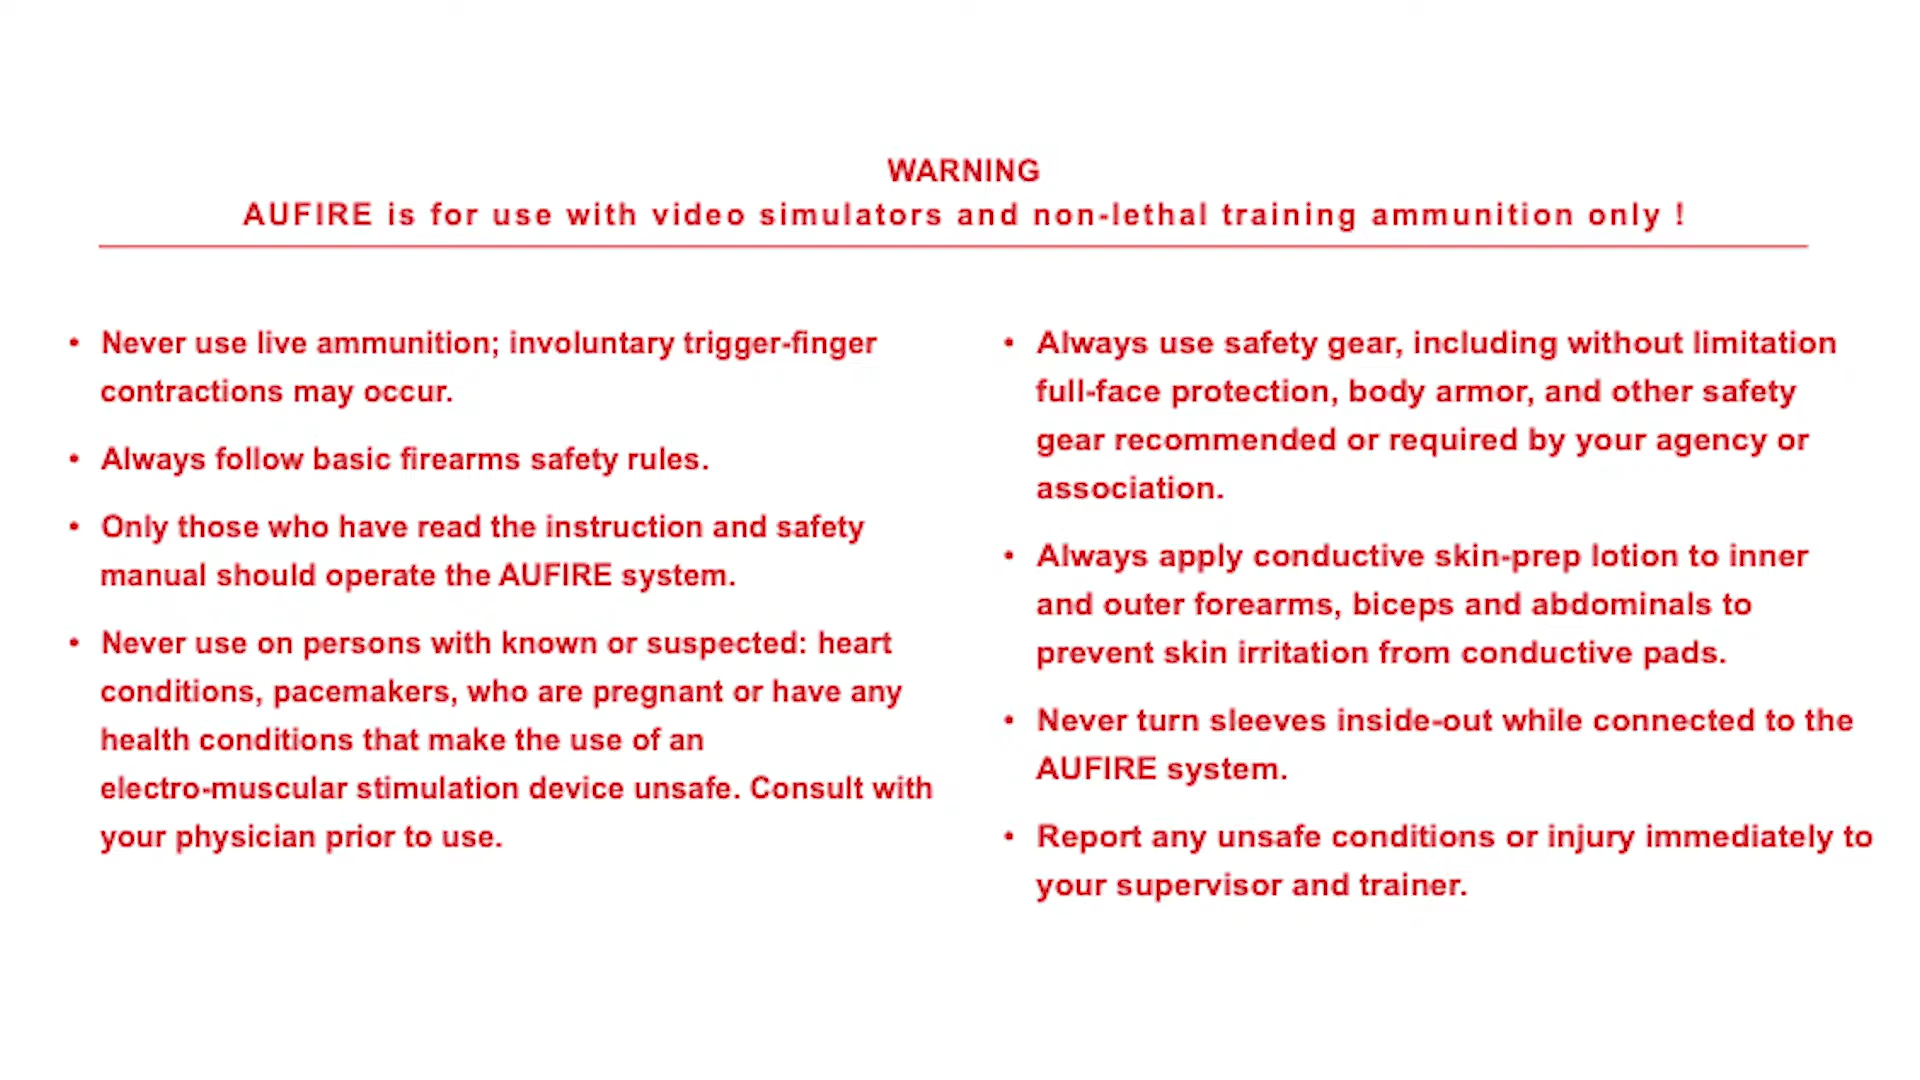 WARNING
AUFIRE is for use with video simulators and non-lethal training ammunition only !
• Never use live ammunition; involuntary trigger-finger
contractions may occur.
• Always follow basic firearms safety rules.
• Only those who have read the instruction and safety
manual should operate the AUFIRE system.
• Never use on persons with known or suspected: heart
conditions, pacemakers, who are pregnant or have any
health conditions that make the use of an
electro-muscular stimulation device unsafe. Consult with
your physician prior to use.
• Always use safety gear, including without limitation
full-face protection, body armor, and other safety
gear recommended or required by your agency or
association.
• Always apply conductive skin-prep lotion to inner
and outer forearms, biceps and abdominals to
prevent skin irritation from conductive pads.
• Never turn sleeves inside-out while connected to the
AUFIRE system.
• Report any unsafe conditions or injury immediately to
your supervisor and trainer.